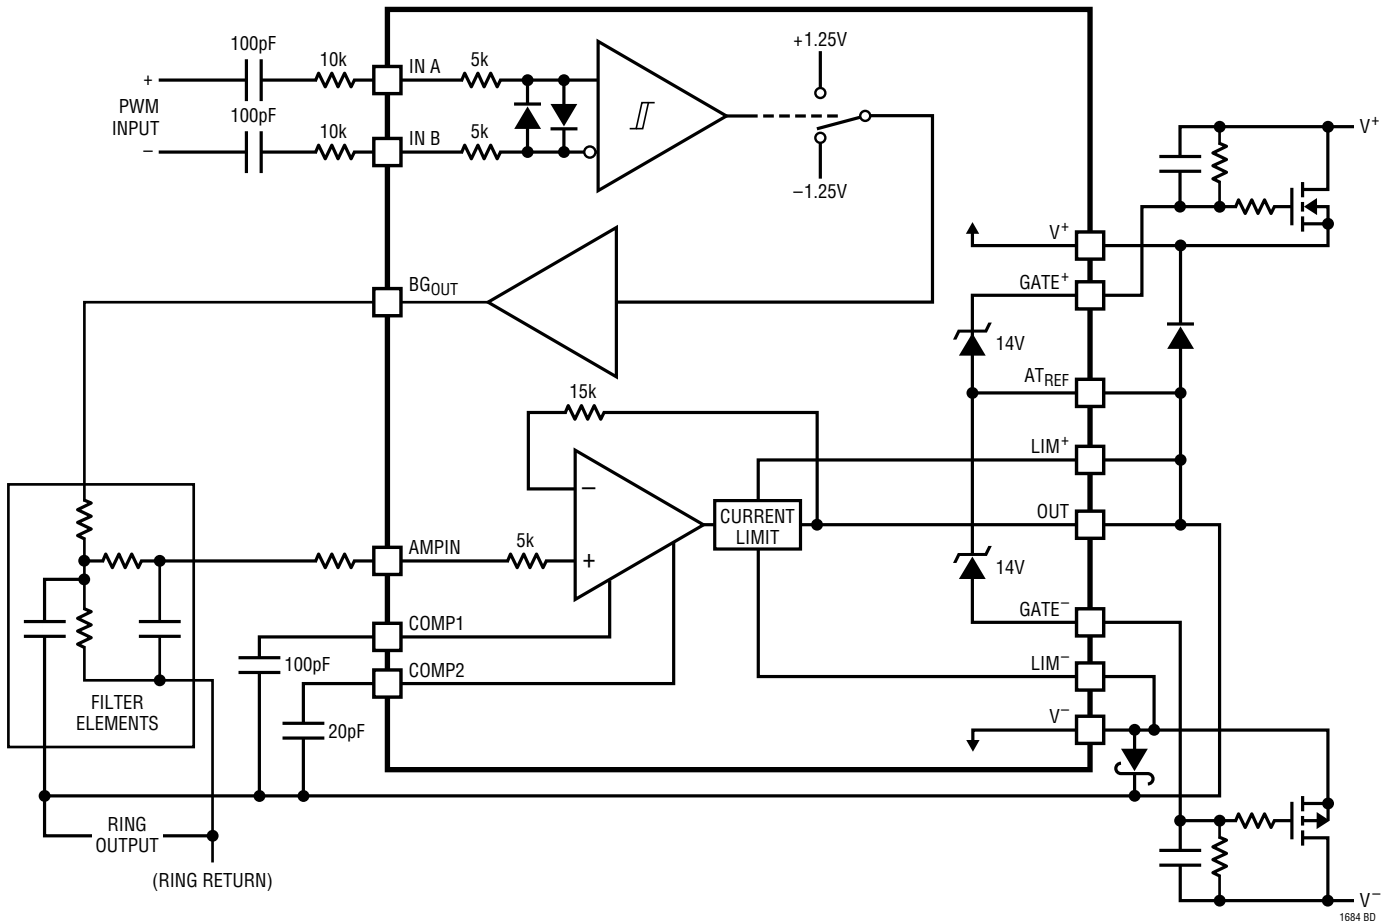 100pF
10k
IN A
5k
+1.25V
+
PWM
INPUT
100pF
10k
IN B
5k
–
–1.25V
V+
V+
GATE+
BGOUT
14V
ATREF
15k
LIM+
–
CURRENT
LIMIT
OUT
AMPIN
5k
+
14V
GATE–
COMP1
100pF
LIM–
COMP2
FILTER
ELEMENTS
20pF
V–
RING
OUTPUT
(RING RETURN)
V–
1684 BD